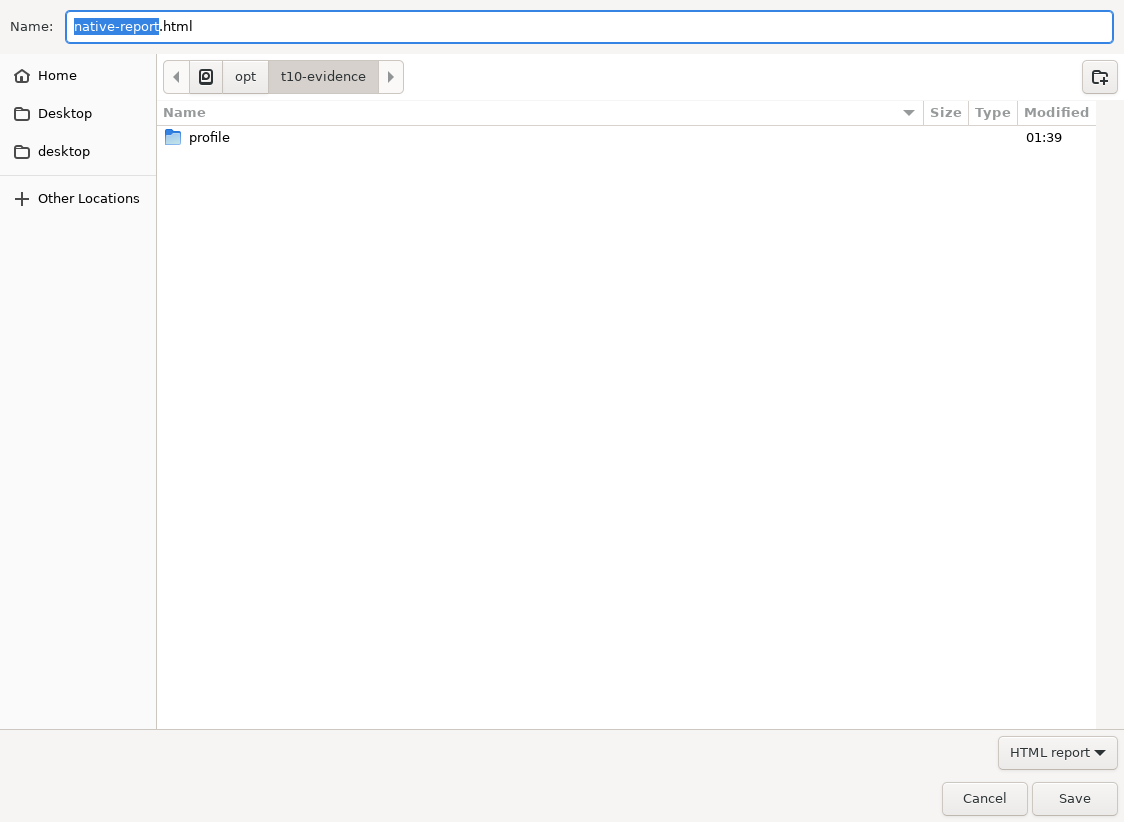 Name: native-report.html
Home
Desktop
desktop
Other Locations
opt t10-evidence
Name Size Type Modified
profile 01:39
HTML report
Cancel Save